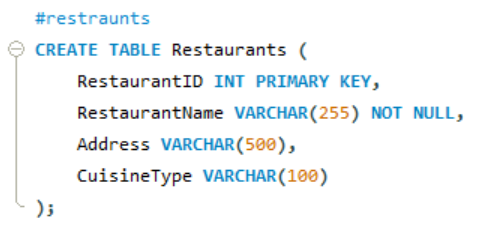 #restraunts
CREATE TABLE Restaurants (
RestaurantID INT PRIMARY KEY,
RestaurantName VARCHAR(255) NOT NULL,
Address VARCHAR(500),
CuisineType VARCHAR(100)
);